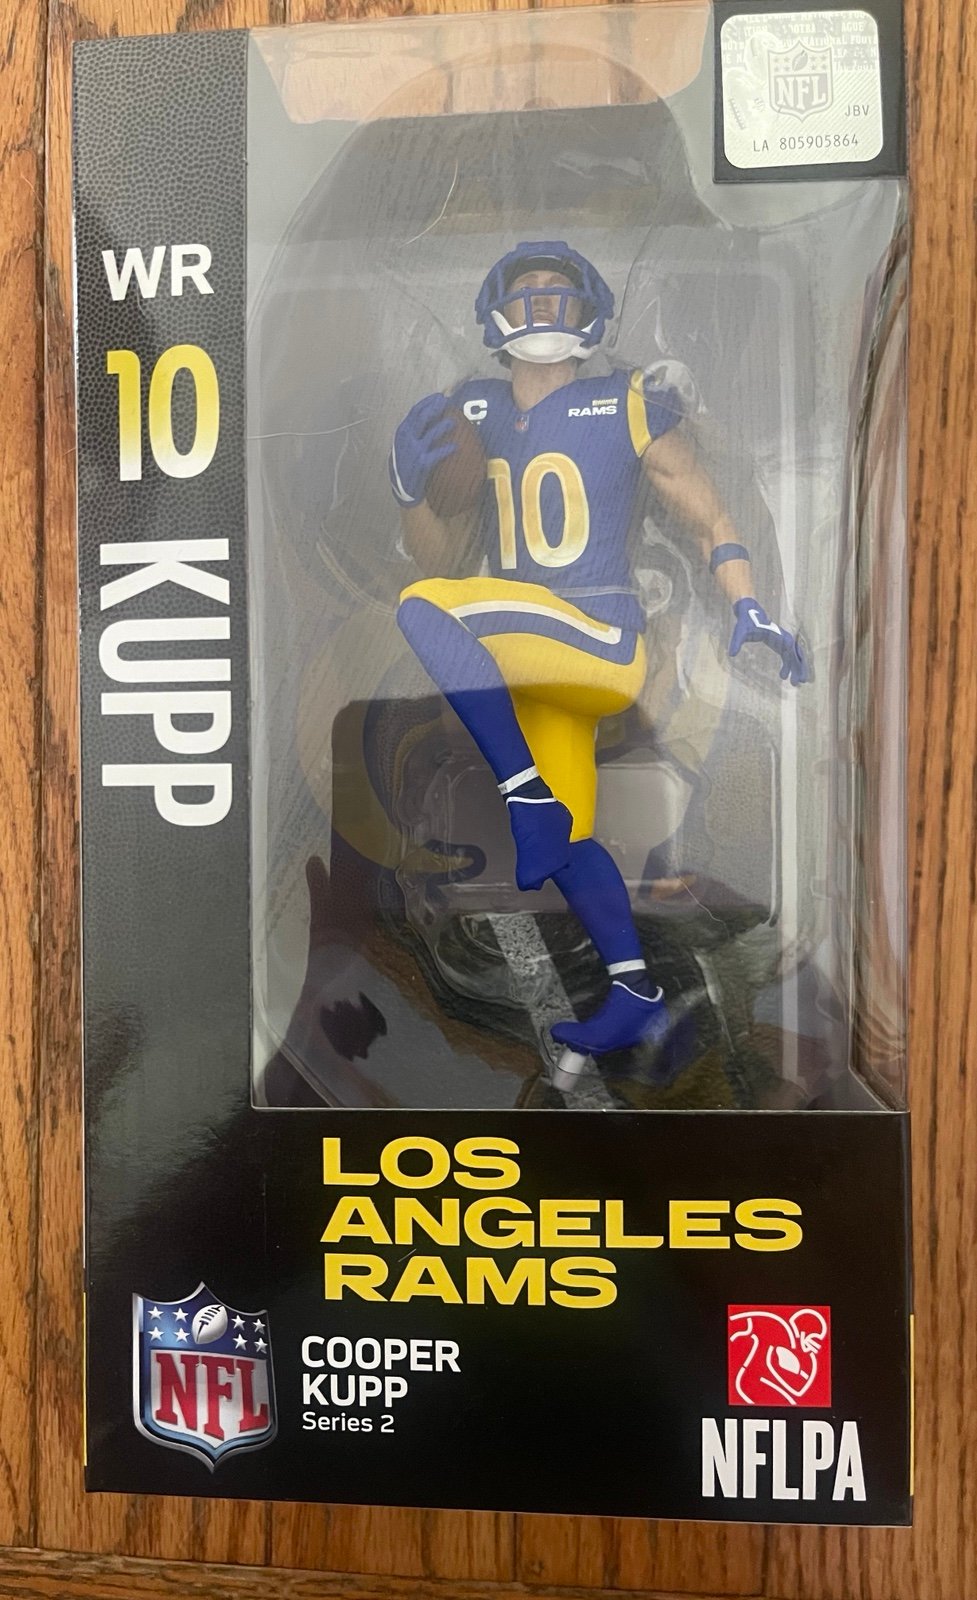 NFL
JBV
LA 805905864
WR
10
KUPP
C
RAMS
10
LOS
ANGELES
RAMS
NFL
COOPER
KUPP
Series 2
NFLPA